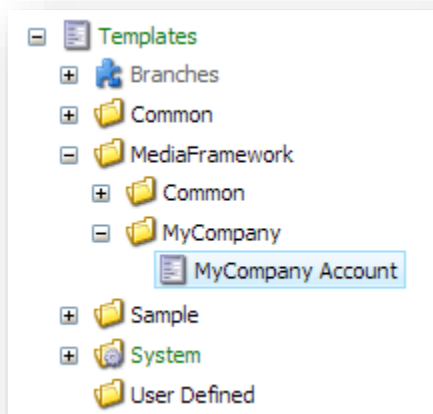 Templates
Branches
Common
MediaFramework
Common
MyCompany
MyCompany Account
Sample
System
User Defined